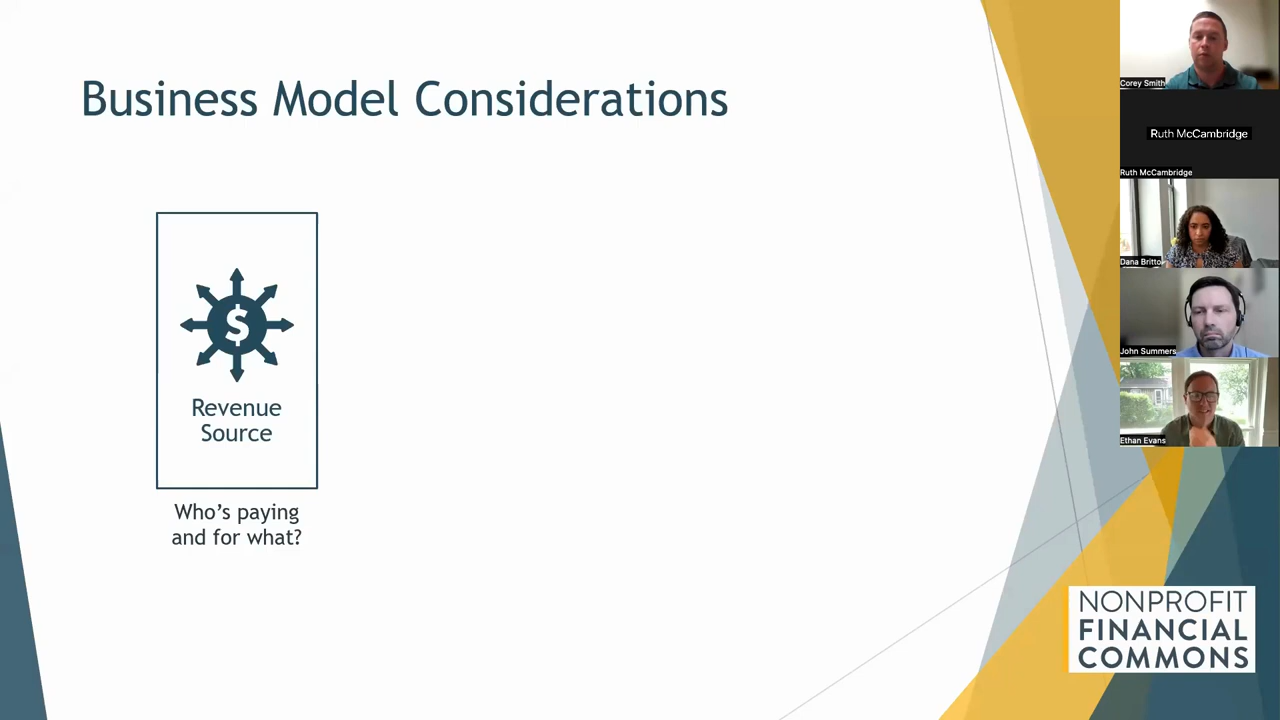 Business Model Considerations
$
Revenue
Source
Who's paying
and for what?
Corey Smith
Ruth McCambridge
Ruth McCambridge
Dana Britto
John Summers
Ethan Evans
NONPROFIT
FINANCIAL
COMMONS